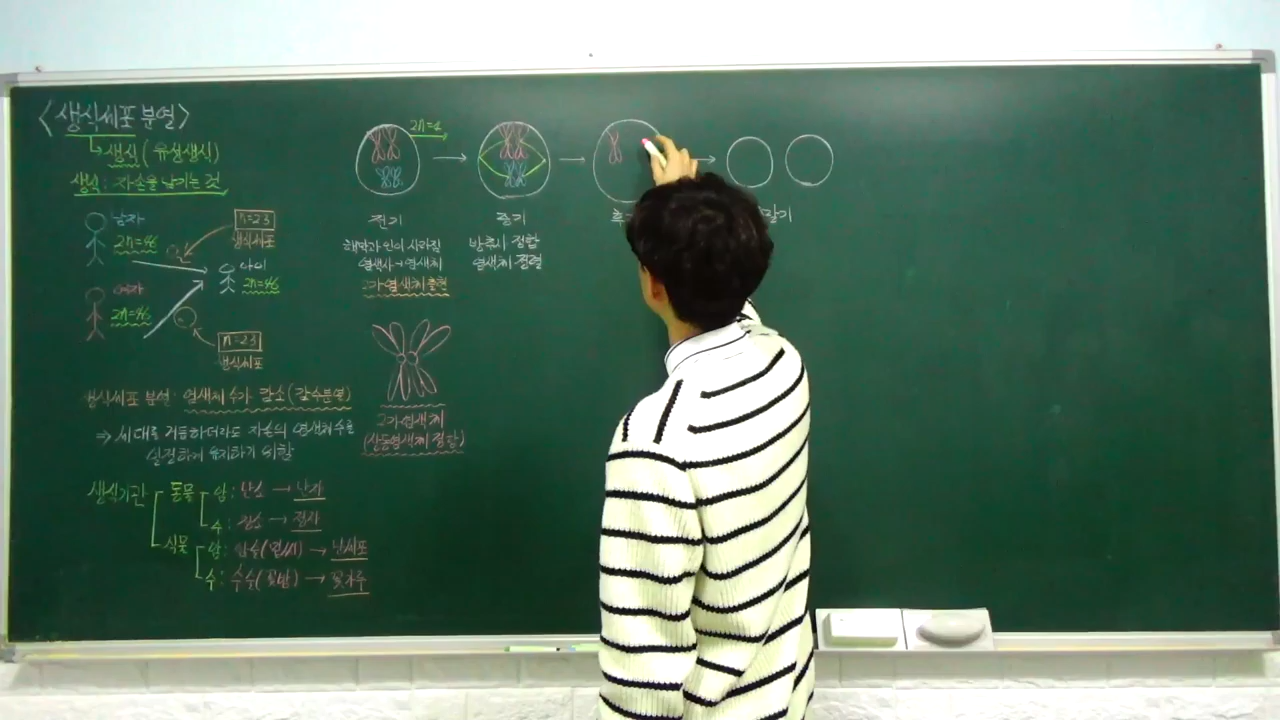 <생식세포 분열>
↳ 생식 ( 유성생식 )
생식 : 자손을 남기는 것
남자
2n=46
n=23
생식세포
아이
2n=46
여자
2n=46
n=23
생식세포
생식세포 분열 : 염색체 수가 감소 (감수분열)
⇒ 세대를 거듭하더라도 자손의 염색체수를
일정하게 유지하기 위함
생식기관
동물
암 : 난소 → 난자
수 : 정소 → 정자
식물
암 : 암술(밑씨) → 난세포
수 : 수술(꽃밥) → 꽃가루
2n=4
전기
핵막과 인이 사라짐
염색사→염색체
2가염색체출현
2가염색체
(상동염색체 접합)
중기
방추사 결합
염색체 정렬
후
말기